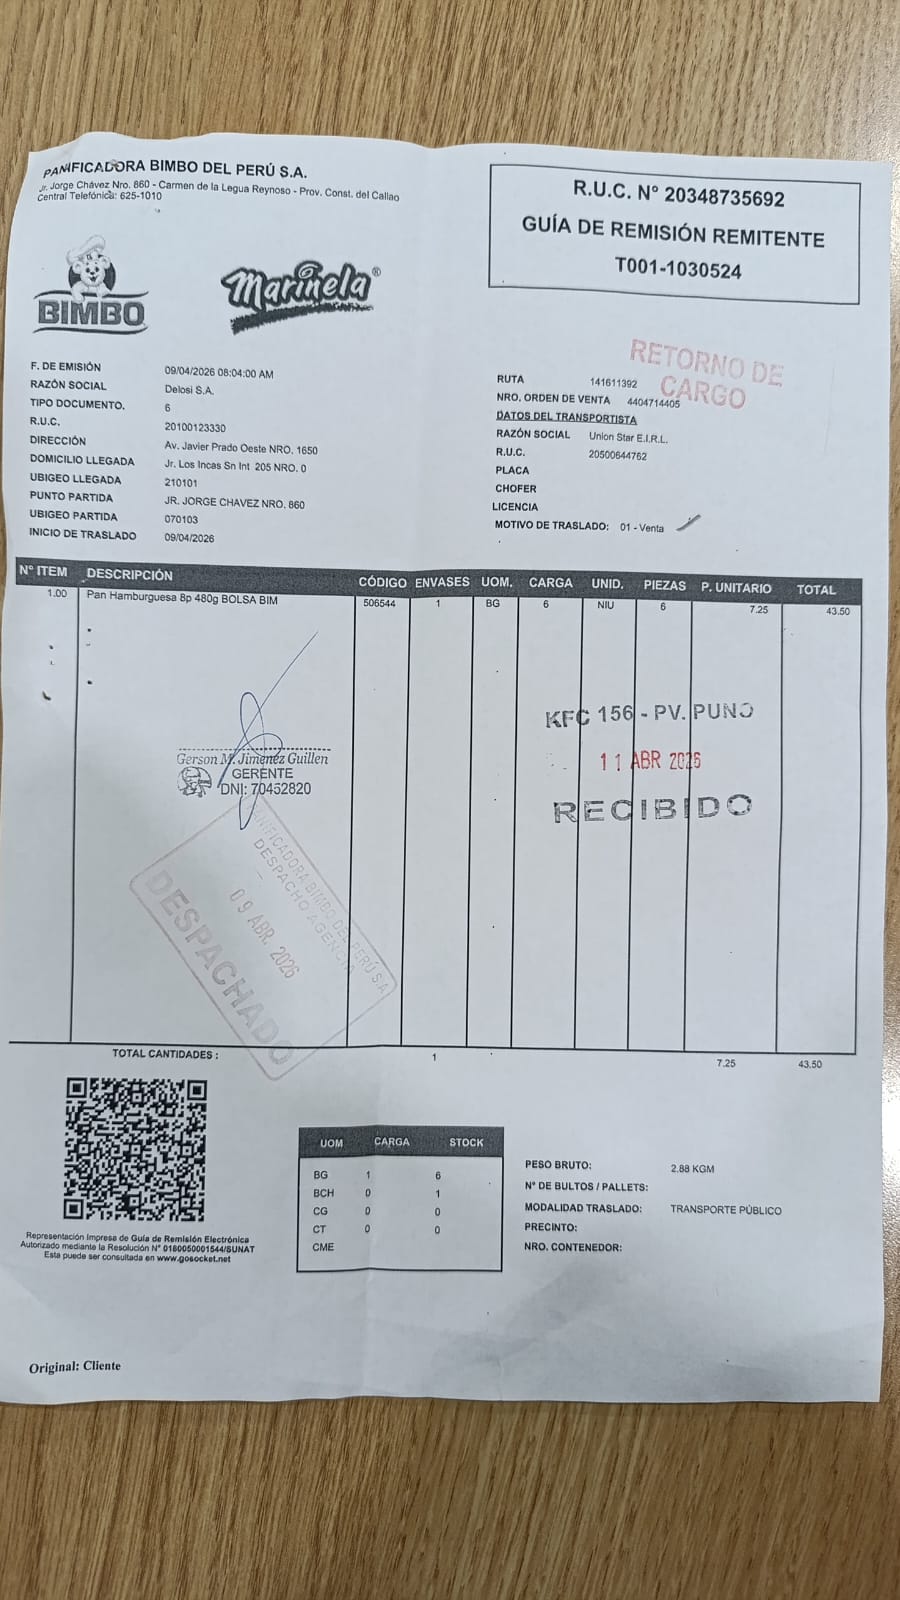 PANIFICADORA BIMBO DEL PERÚ S.A.
Jr. Jorge Chávez Nro. 860 - Carmen de la Legua Reynoso - Prov. Const. del Callao
Central Telefónica: 625-1010
R.U.C. N° 20348735692
GUÍA DE REMISIÓN REMITENTE
T001-1030524
BIMBO
Marinela®
RETORNO DE
CARGO
F. DE EMISIÓN 09/04/2026 08:04:00 AM
RAZÓN SOCIAL Delosi S.A.
TIPO DOCUMENTO. 6
R.U.C. 20100123330
DIRECCIÓN Av. Javier Prado Oeste NRO. 1650
DOMICILIO LLEGADA Jr. Los Incas Sn Int 205 NRO. 0
UBIGEO LLEGADA 210101
PUNTO PARTIDA JR. JORGE CHAVEZ NRO. 860
UBIGEO PARTIDA 070103
INICIO DE TRASLADO 09/04/2026
RUTA 141611392
NRO. ORDEN DE VENTA 4404714405
DATOS DEL TRANSPORTISTA
RAZÓN SOCIAL Union Star E.I.R.L.
R.U.C. 20500644762
PLACA
CHOFER
LICENCIA
MOTIVO DE TRASLADO: 01 - Venta
N° ITEM DESCRIPCIÓN CÓDIGO ENVASES UOM. CARGA UNID. PIEZAS P. UNITARIO TOTAL
1.00 Pan Hamburguesa 8p 480g BOLSA BIM 506544 1 BG 6 NIU 6 7.25 43.50
KFC 156 - PV. PUNO
11 ABR 2026
RECIBIDO
Gerson M. Jimenez Guillen
GERENTE
DNI: 70452820
PANIFICADORA BIMBO DEL PERÚ S.A
DESPACHO AGENCIA
09 ABR. 2026
DESPACHADO
TOTAL CANTIDADES : 1 7.25 43.50
UOM CARGA STOCK
BG 1 6
BCH 0 1
CG 0 0
CT 0 0
CME
PESO BRUTO: 2.88 KGM
N° DE BULTOS / PALLETS:
MODALIDAD TRASLADO: TRANSPORTE PÚBLICO
PRECINTO:
NRO. CONTENEDOR:
Representación Impresa de Guía de Remisión Electrónica
Autorizado mediante la Resolución N° 0180050001544/SUNAT
Esta puede ser consultada en www.gosocket.net
Original: Cliente